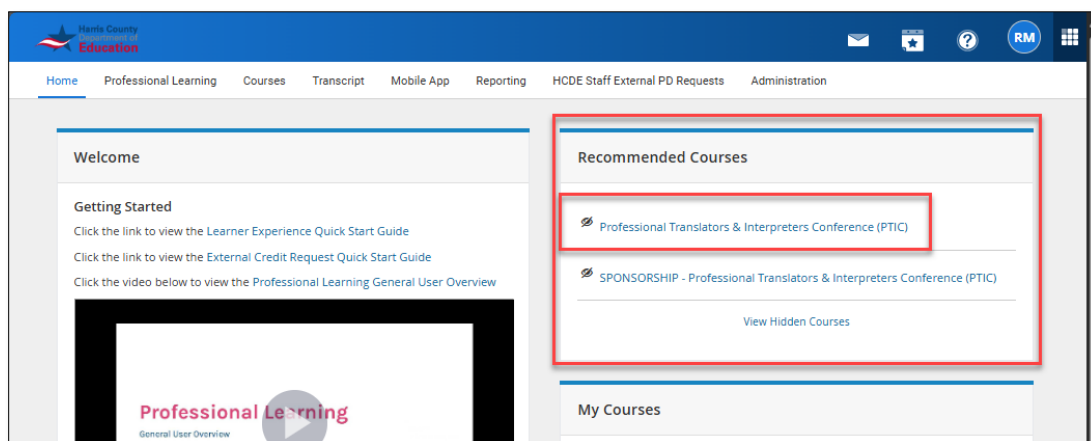 Harris County
Department of
Education
RM
Home Professional Learning Courses Transcript Mobile App Reporting HCDE Staff External PD Requests Administration
Welcome
Getting Started
Click the link to view the Learner Experience Quick Start Guide
Click the link to view the External Credit Request Quick Start Guide
Click the video below to view the Professional Learning General User Overview
Professional Learning
General User Overview
Recommended Courses
Professional Translators & Interpreters Conference (PTIC)
SPONSORSHIP - Professional Translators & Interpreters Conference (PTIC)
View Hidden Courses
My Courses